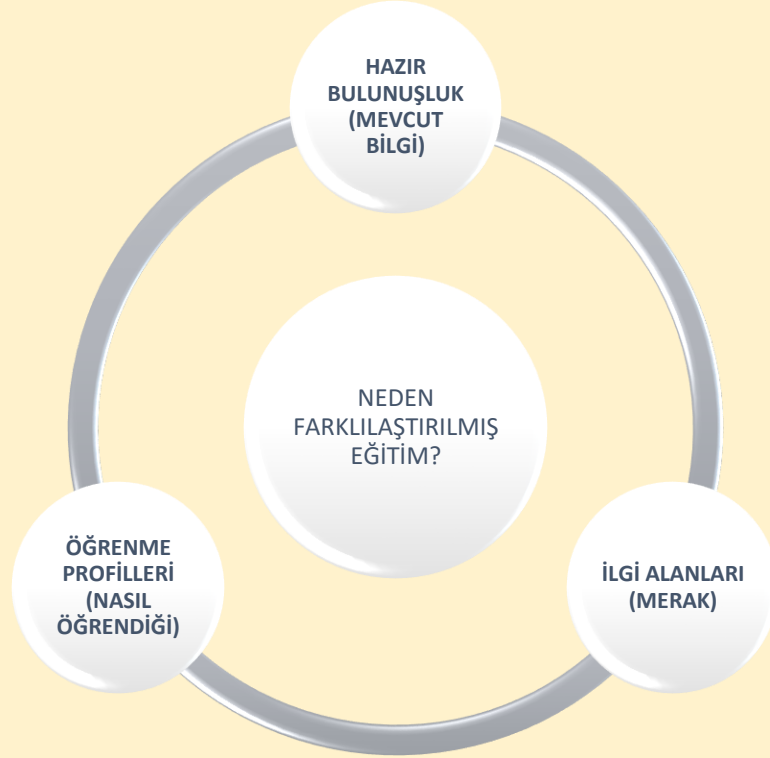 HAZIR
BULUNUŞLUK
(MEVCUT
BİLGİ)
NEDEN
FARKLILAŞTIRILMIŞ
EĞİTİM?
ÖĞRENME
PROFİLLERİ
(NASIL
ÖĞRENDİĞİ)
İLGİ ALANLARI
(MERAK)